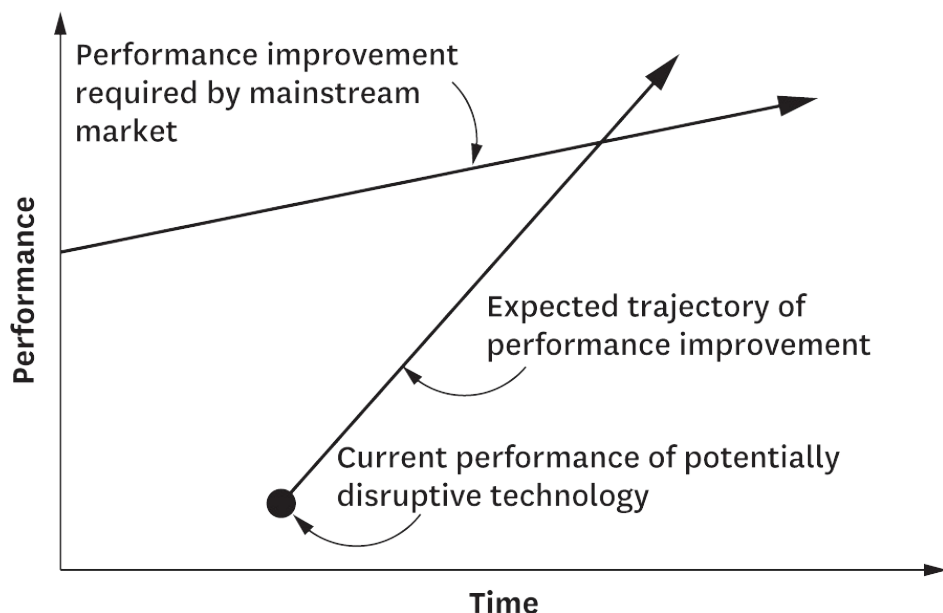 Performance improvement
required by mainstream
market
Performance
Expected trajectory of
performance improvement
Current performance of potentially
disruptive technology
Time